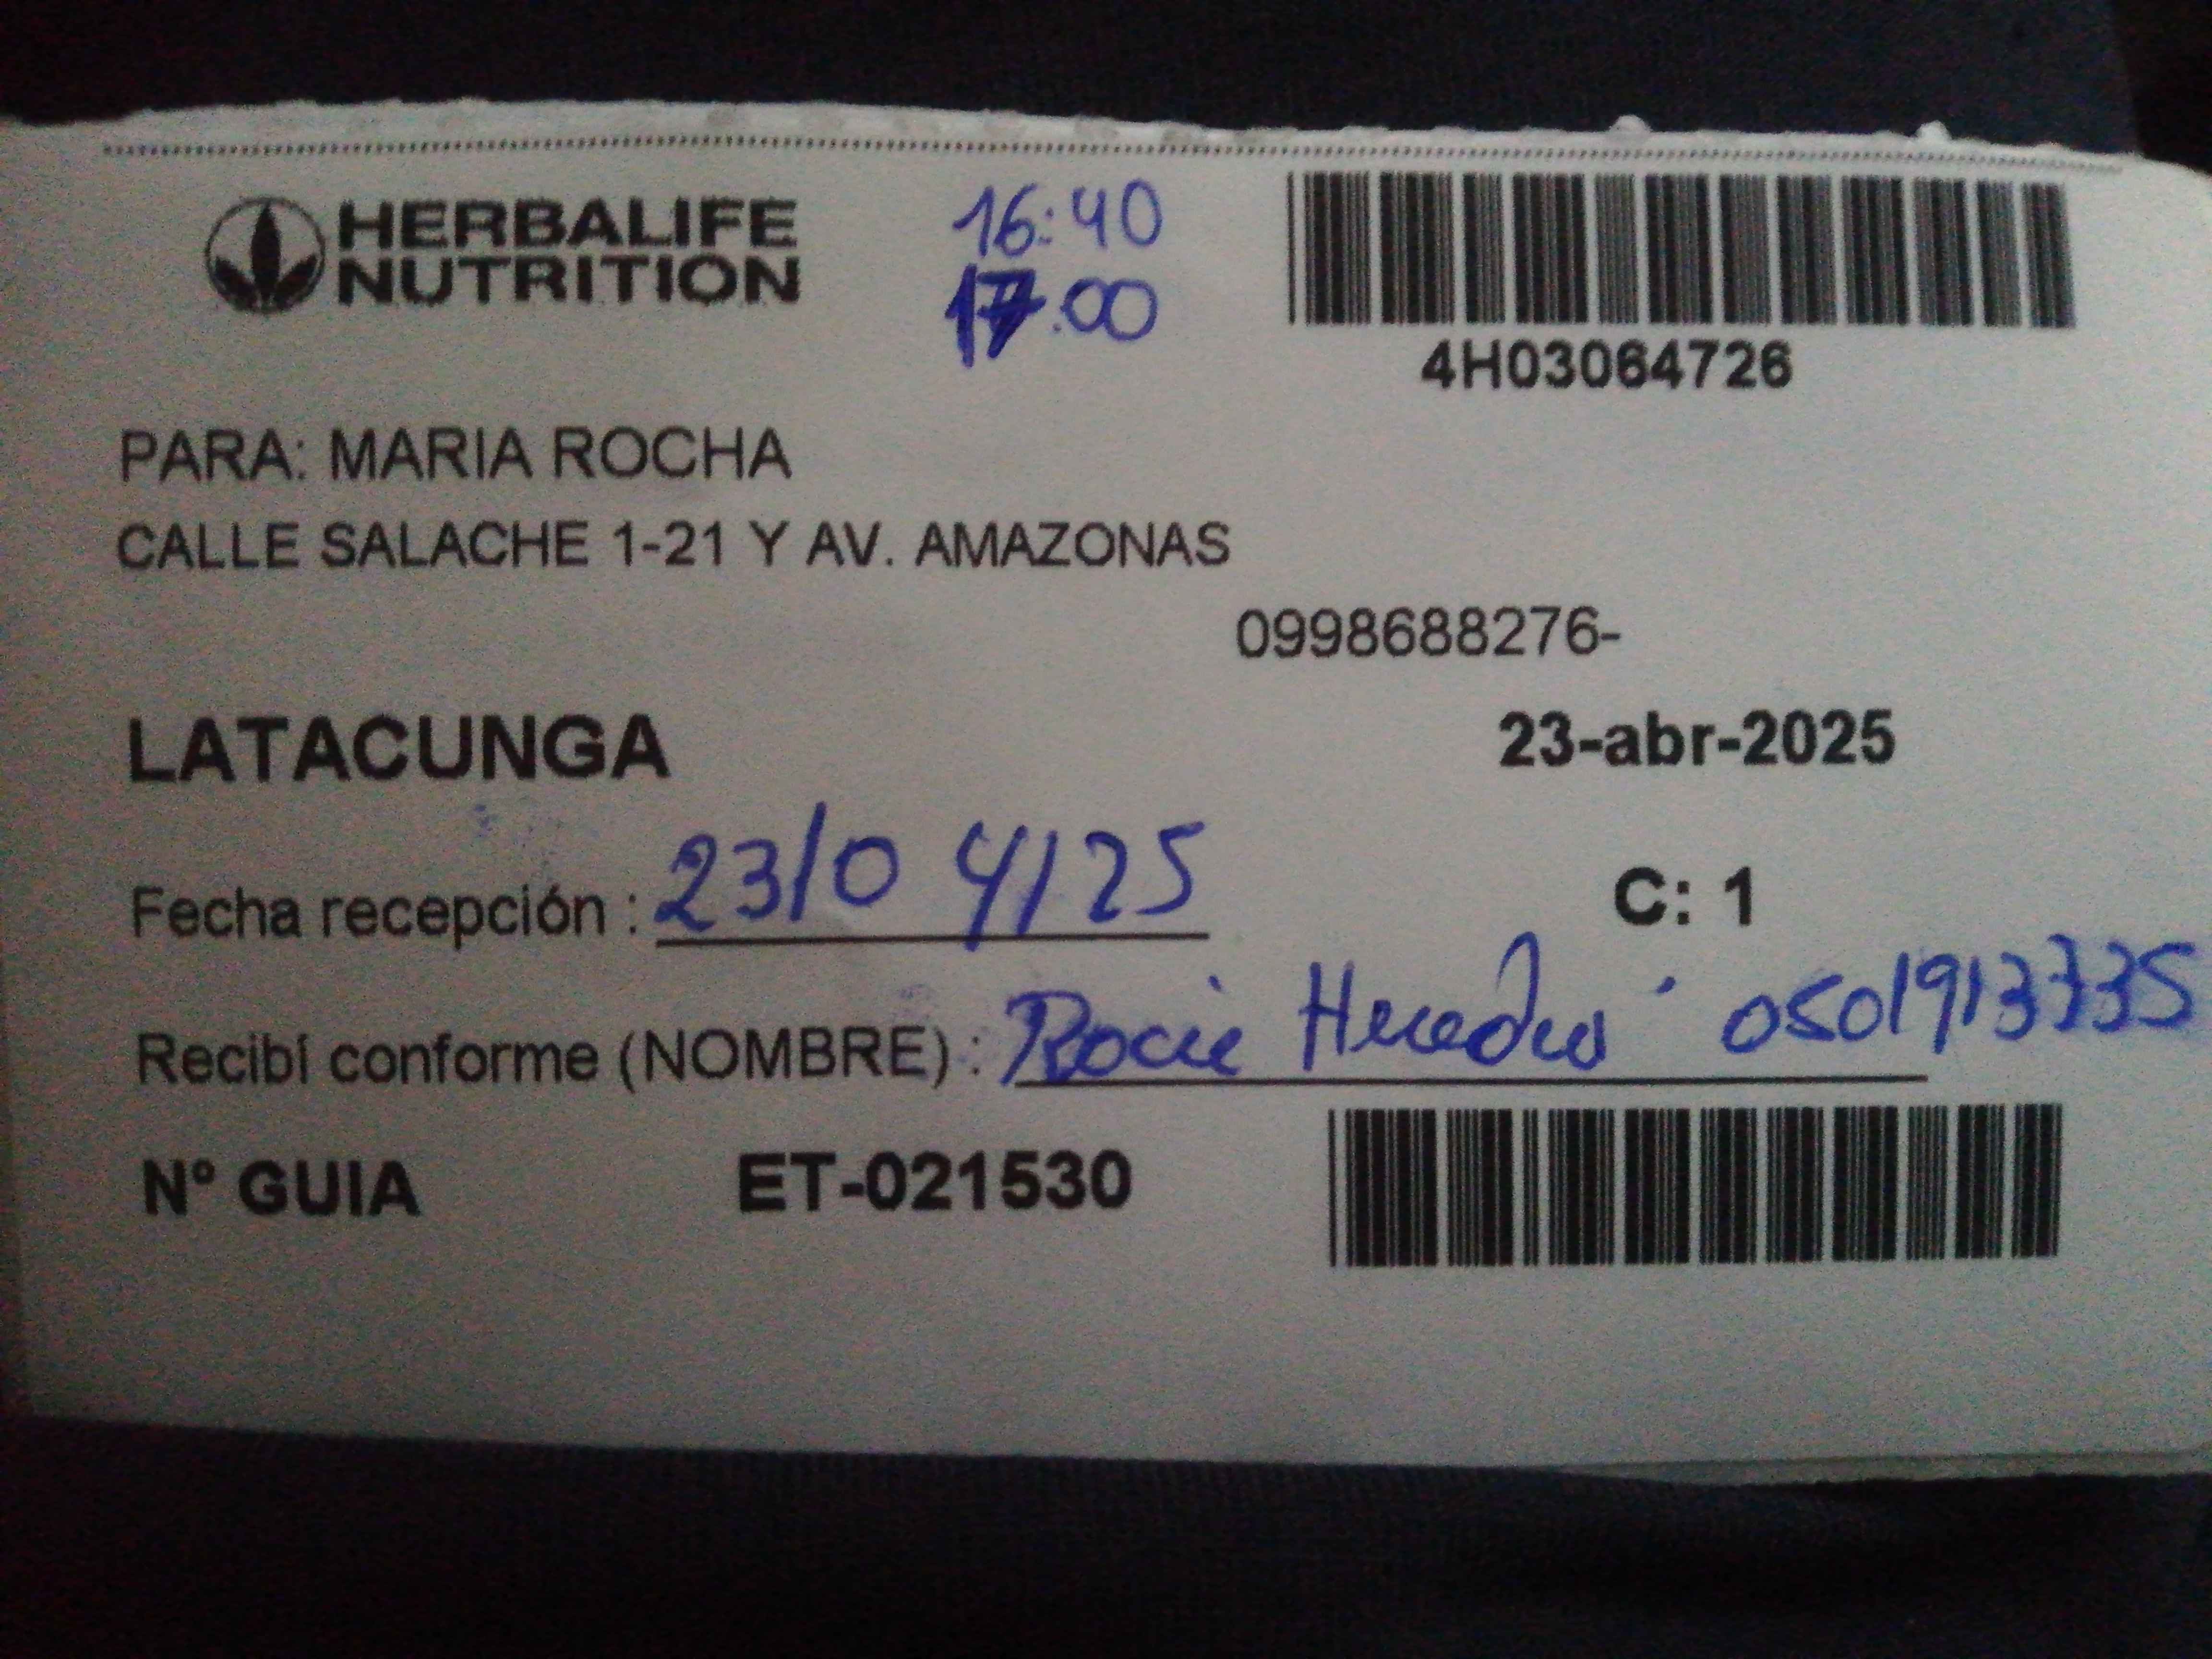 HERBALIFE
NUTRITION
16:40
17.00
4H03064726
PARA: MARIA ROCHA
CALLE SALACHE 1-21 Y AV. AMAZONAS
0998688276-
LATACUNGA
23-abr-2025
Fecha recepción : 23/04/25
C: 1
Recibí conforme (NOMBRE) : Rocie 
N° GUIA ET-021530